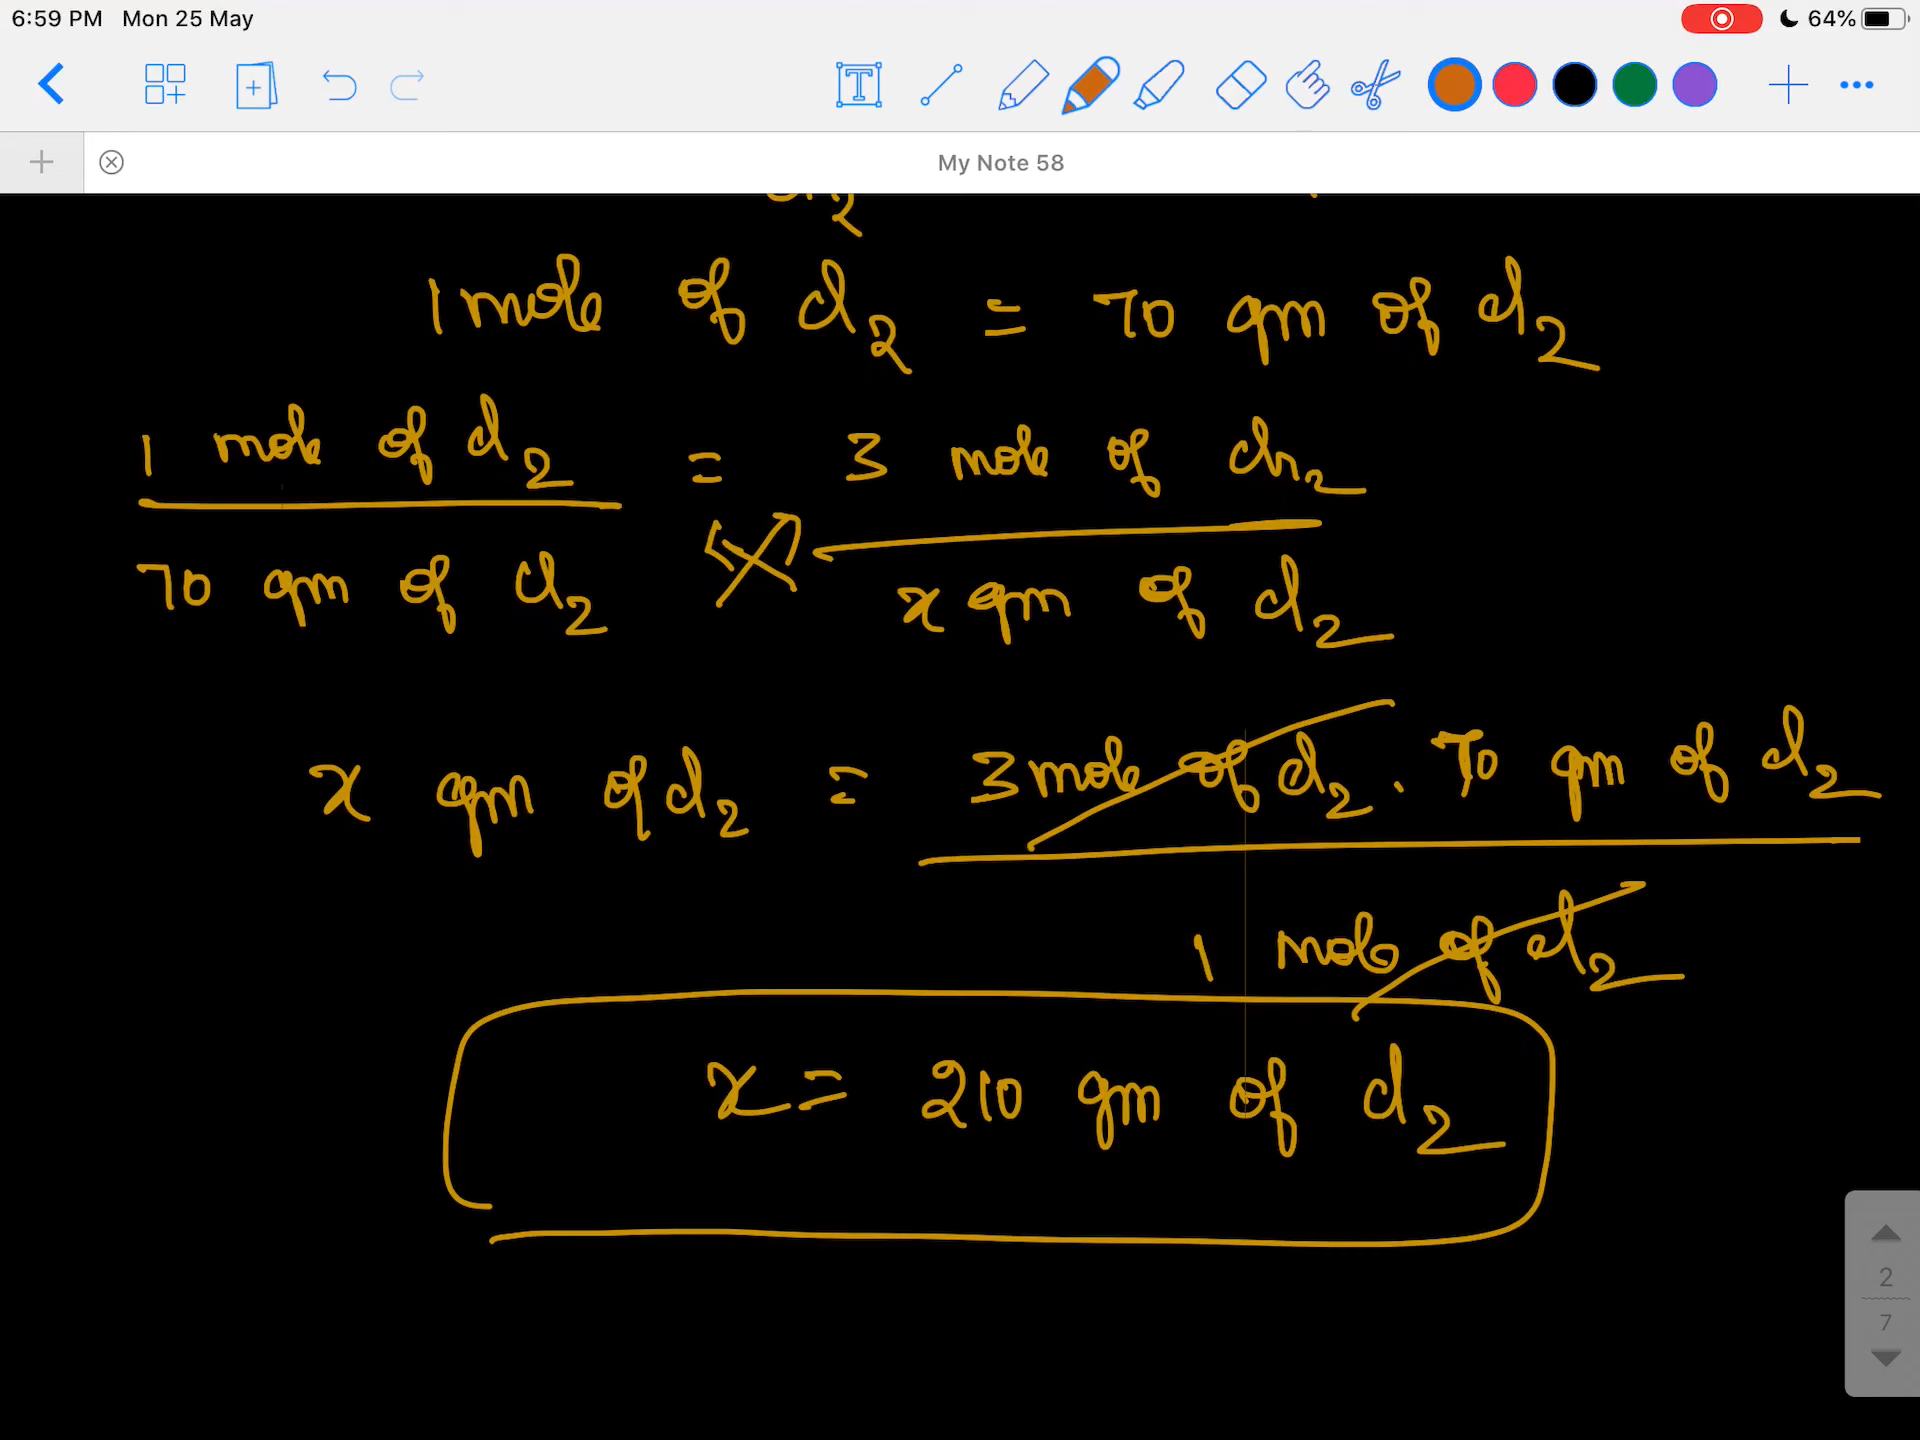 6:59 PM Mon 25 May 64%
T
My Note 58
1 mole of Cl2 = 70 gm of Cl2
1 mole of Cl2 = 3 mole of Cl2
70 gm of Cl2 x gm of Cl2
x gm of Cl2 = 3 mole of Cl2 . 70 gm of Cl2
1 mole of Cl2
x = 210 gm of Cl2
2
7